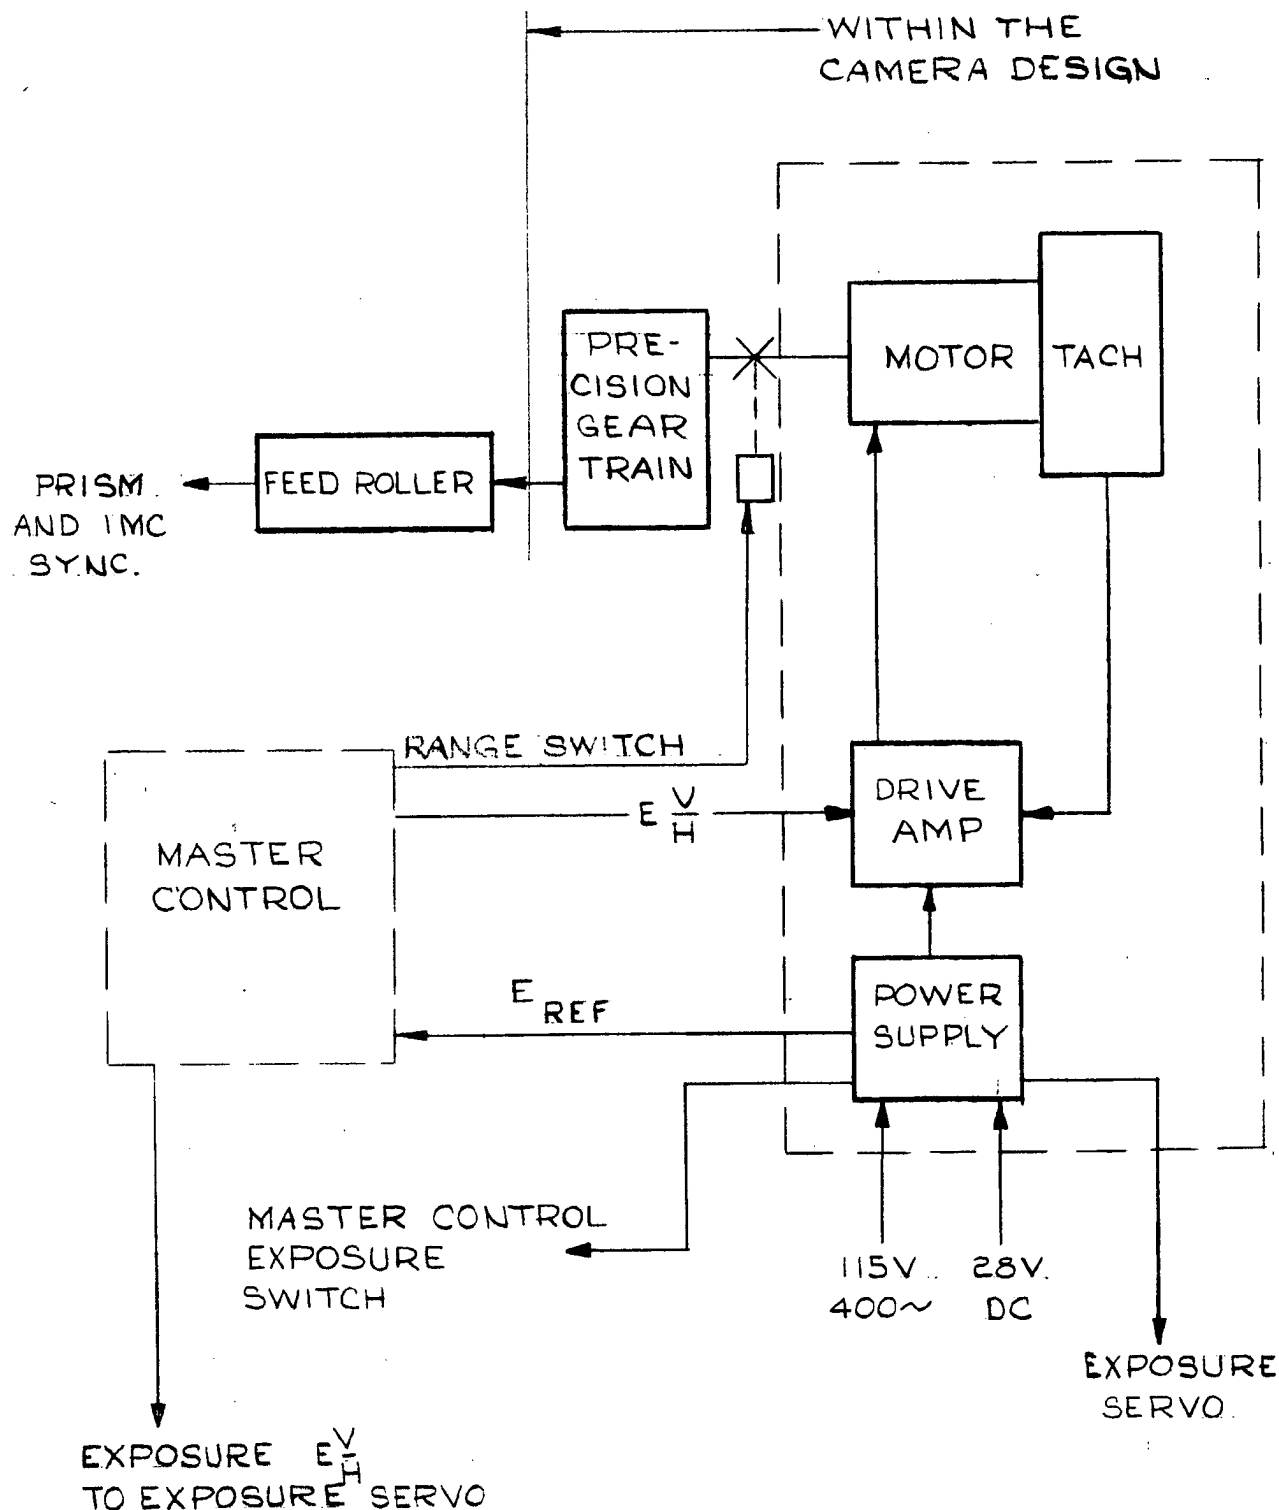 WITHIN THE
CAMERA DESIGN
PRE-
CISION
GEAR
TRAIN
MOTOR
TACH
FEED ROLLER
PRISM
AND IMC
SYNC.
RANGE SWITCH
E V/H
DRIVE
AMP
MASTER
CONTROL
E REF
POWER
SUPPLY
MASTER CONTROL
EXPOSURE
SWITCH
115V.
400~
28V.
DC
EXPOSURE
SERVO
EXPOSURE E V/H
TO EXPOSURE SERVO